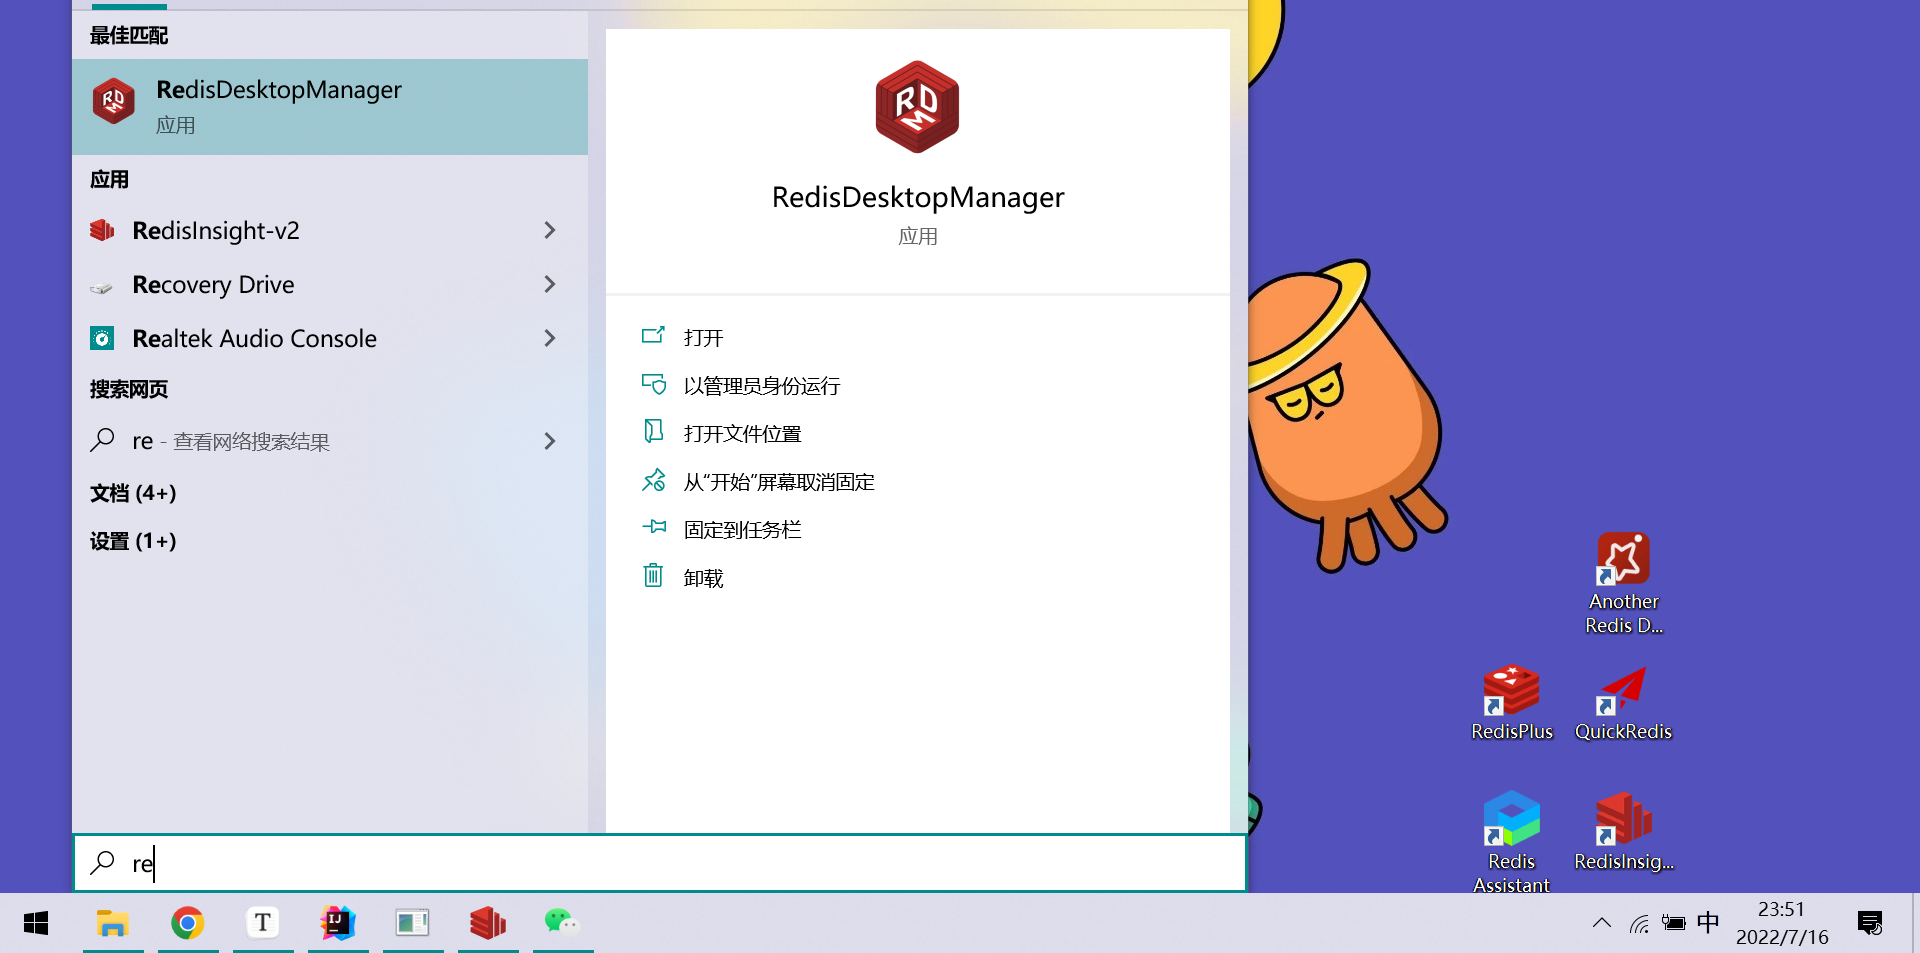 最佳匹配
RedisDesktopManager
应用
应用
RedisInsight-v2
Recovery Drive
Realtek Audio Console
搜索网页
re - 查看网络搜索结果
文档 (4+)
设置 (1+)
RDM
RedisDesktopManager
应用
打开
以管理员身份运行
打开文件位置
从“开始”屏幕取消固定
固定到任务栏
卸载
re
Another
Redis D...
RedisPlus
QuickRedis
Redis
Assistant
RedisInsig...
T
IJ
中
23:51
2022/7/16